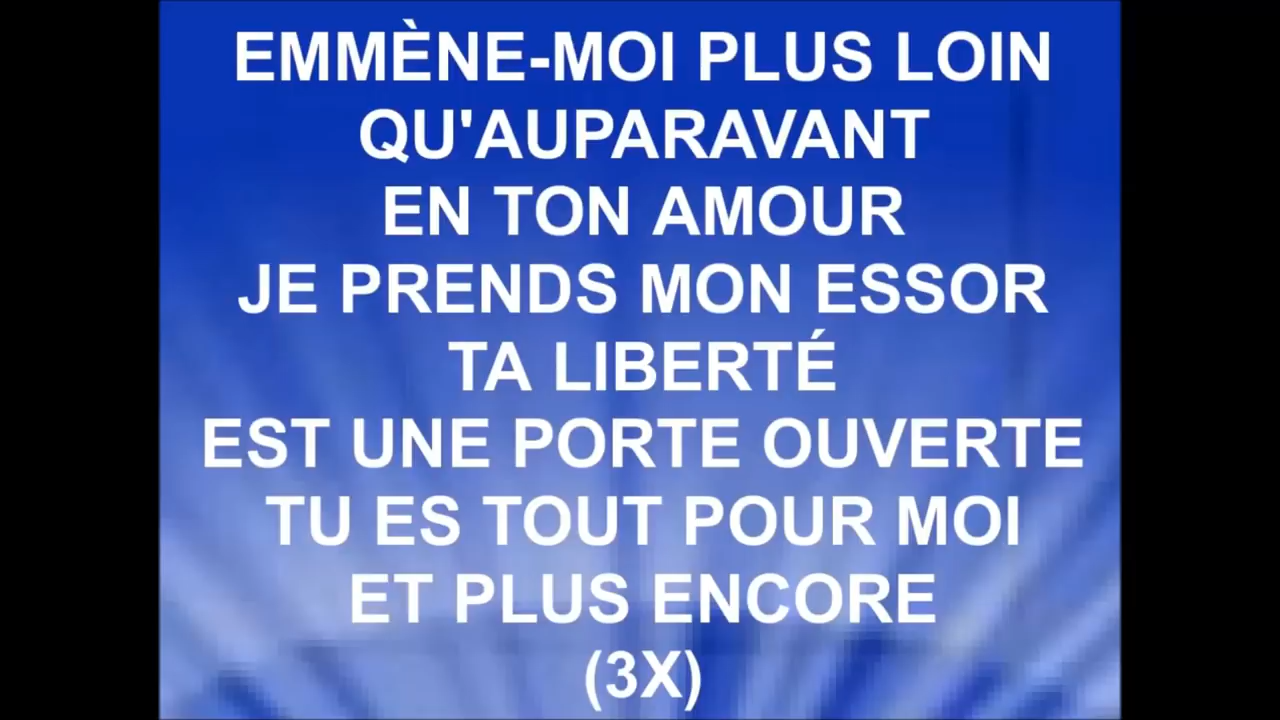 EMMÈNE-MOI PLUS LOIN
QU'AUPARAVANT
EN TON AMOUR
JE PRENDS MON ESSOR
TA LIBERTÉ
EST UNE PORTE OUVERTE
TU ES TOUT POUR MOI
ET PLUS ENCORE
(3X)